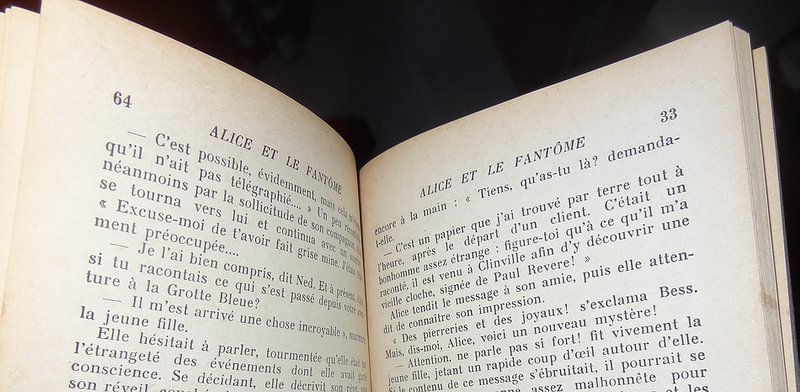 64
ALICE ET LE FANTÔME
— C'est possible, évidemment, mais cela
qu'il n'ait pas télégraphié.... » Un peu
néanmoins par la sollicitude de son compagnon,
se tourna vers lui et continua avec un
« Excuse-moi de t'avoir fait grise mine. J'étais
ment préoccupée....
— Je l'ai bien compris, dit Ned. Et à présent,
si tu racontais ce qui s'est passé depuis votre
ture à la Grotte Bleue?
— Il m'est arrivé une chose incroyable »,
la jeune fille.
Elle hésitait à parler, tourmentée qu'elle était par
l'étrangeté des événements dont elle avait
conscience. Se décidant, elle décrivit son
son réveil
33
ALICE ET LE FANTÔME
encore à la main : « Tiens, qu'as-tu là? demanda-
t-elle.
— C'est un papier que j'ai trouvé par terre tout à
l'heure, après le départ d'un client. C'était un
bonhomme assez étrange : figure-toi qu'à ce qu'il m'a
raconté, il est venu à Clinville afin d'y découvrir une
vieille cloche, signée de Paul Revere! »
Alice tendit le message à son amie, puis elle atten-
dit de connaître son impression.
« Des pierreries et des joyaux! s'exclama Bess.
Mais, dis-moi, Alice, voici un nouveau mystère!
— Attention, ne parle pas si fort! fit vivement la
jeune fille, jetant un rapide coup d'œil autour d'elle.
Si le contenu de ce message s'ébruitait, il pourrait se
assez malhonnête pour
et les